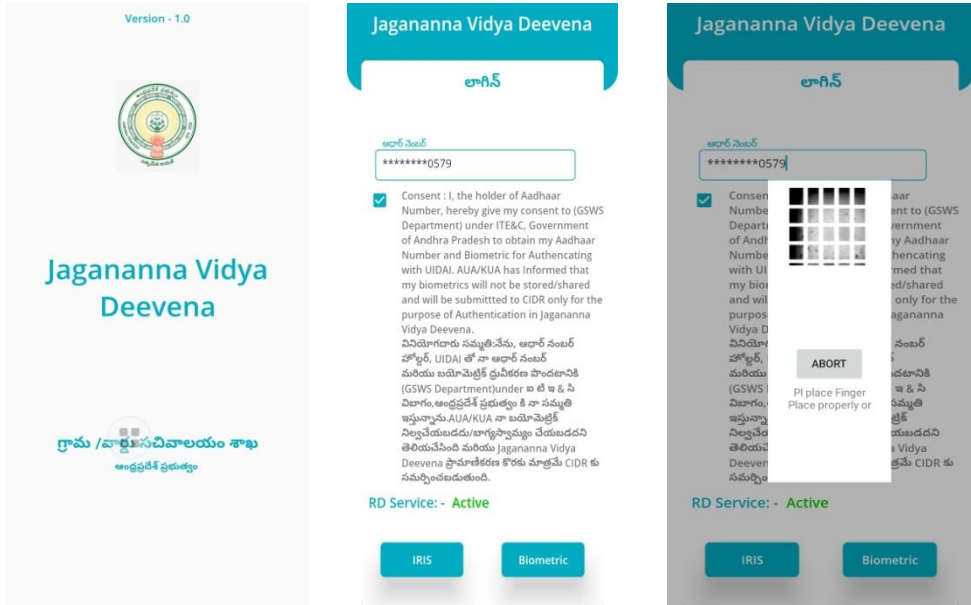 Version - 1.0
Jagananna Vidya
Deevena
గ్రామ /వార్డు సచివాలయం శాఖ
ఆంధ్రప్రదేశ్ ప్రభుత్వం
Jagananna Vidya Deevena
లాగిన్
ఆధార్ నెంబర్
********0579
Consent : I, the holder of Aadhaar
Number, hereby give my consent to (GSWS
Department) under ITE&C, Government
of Andhra Pradesh to obtain my Aadhaar
Number and Biometric for Authencating
with UIDAI. AUA/KUA has Informed that
my biometrics will not be stored/shared
and will be submittted to CIDR only for the
purpose of Authentication in Jagananna
Vidya Deevena.
వినియోగదారు సమ్మతి:నేను, ఆధార్ నంబర్
హోల్డర్, UIDAI తో నా ఆధార్ నంబర్
మరియు బయోమెట్రిక్ ధ్రువీకరణ పొందటానికి
(GSWS Department)under ఐ టి ఇ & సి
విభాగం,ఆంధ్రప్రదేశ్ ప్రభుత్వం కి నా సమ్మతి
ఇస్తున్నాను.AUA/KUA నా బయోమెట్రిక్
నిల్వచేయబడదు/భాగస్వామ్యం చేయబడదని
తెలియచేసింది మరియు Jagananna Vidya
Deevena ప్రామాణీకరణ కొరకు మాత్రమే CIDR కు
సమర్పించబడుతుంది.
RD Service: - Active
IRIS Biometric
Jagananna Vidya Deevena
లాగిన్
ఆధార్ నెంబర్
********0579
ABORT
Pl place Finger
Place properly or
RD Service: - Active
IRIS Biometric